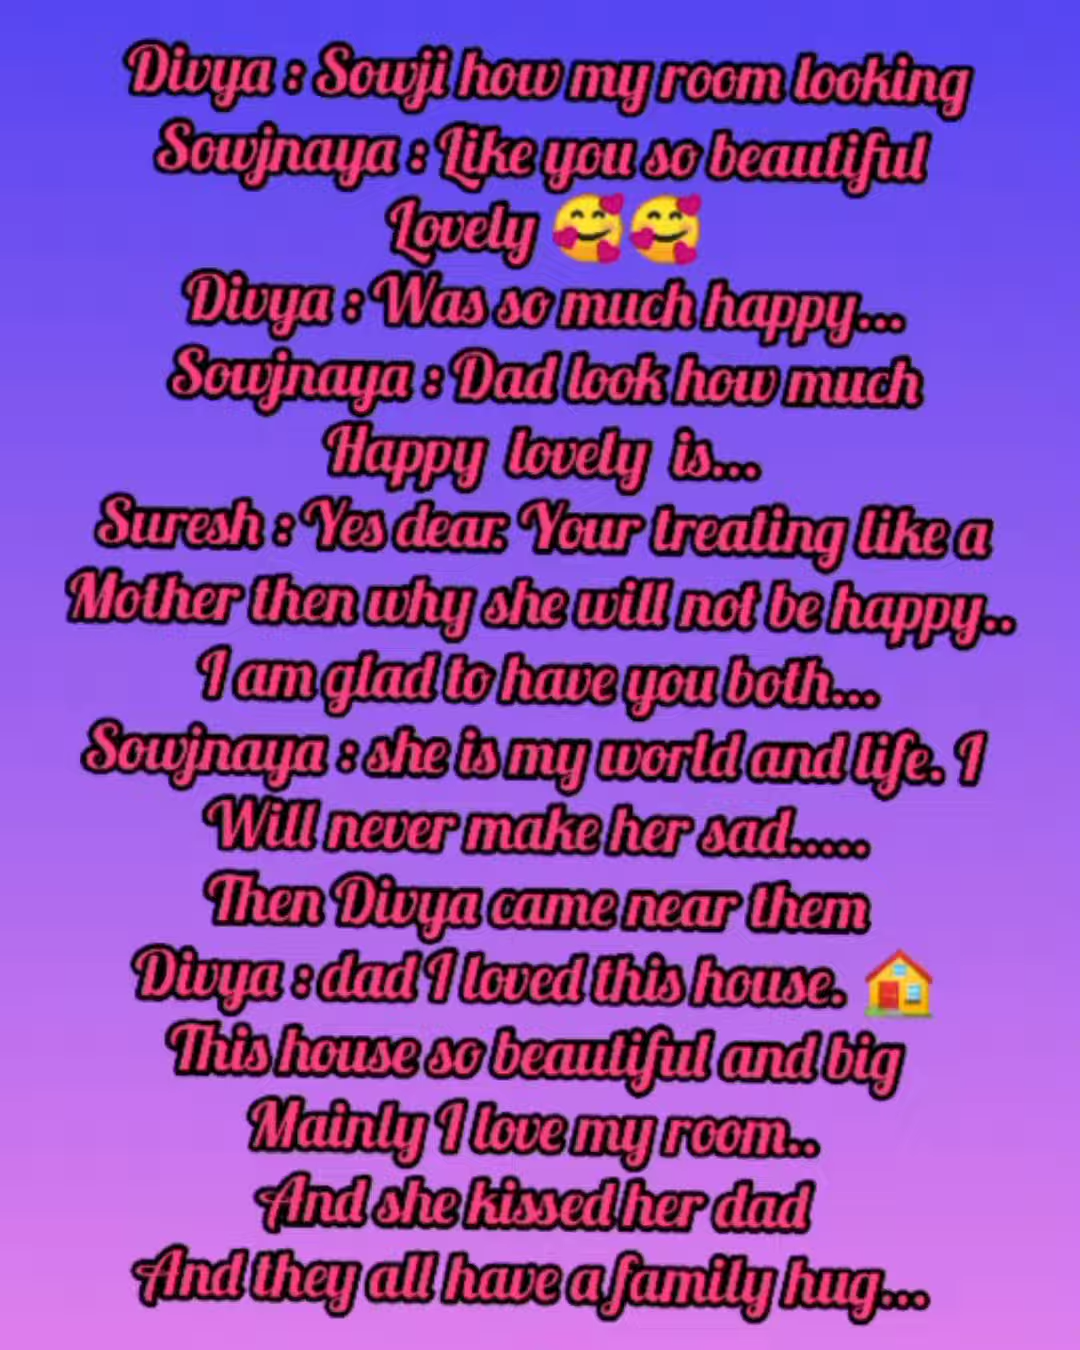 Divya : Sowji how my room looking
Sowjnaya : Like you so beautiful
Lovely 🥰🥰
Divya : Was so much happy...
Sowjnaya : Dad look how much
Happy lovely is...
Suresh : Yes dear. Your treating like a
Mother then why she will not be happy..
I am glad to have you both...
Sowjnaya : she is my world and life. I
Will never make her sad.....
Then Divya came near them
Divya : dad I loved this house. 🏠
This house so beautiful and big
Mainly I love my room..
And she kissed her dad
And they all have a family hug...